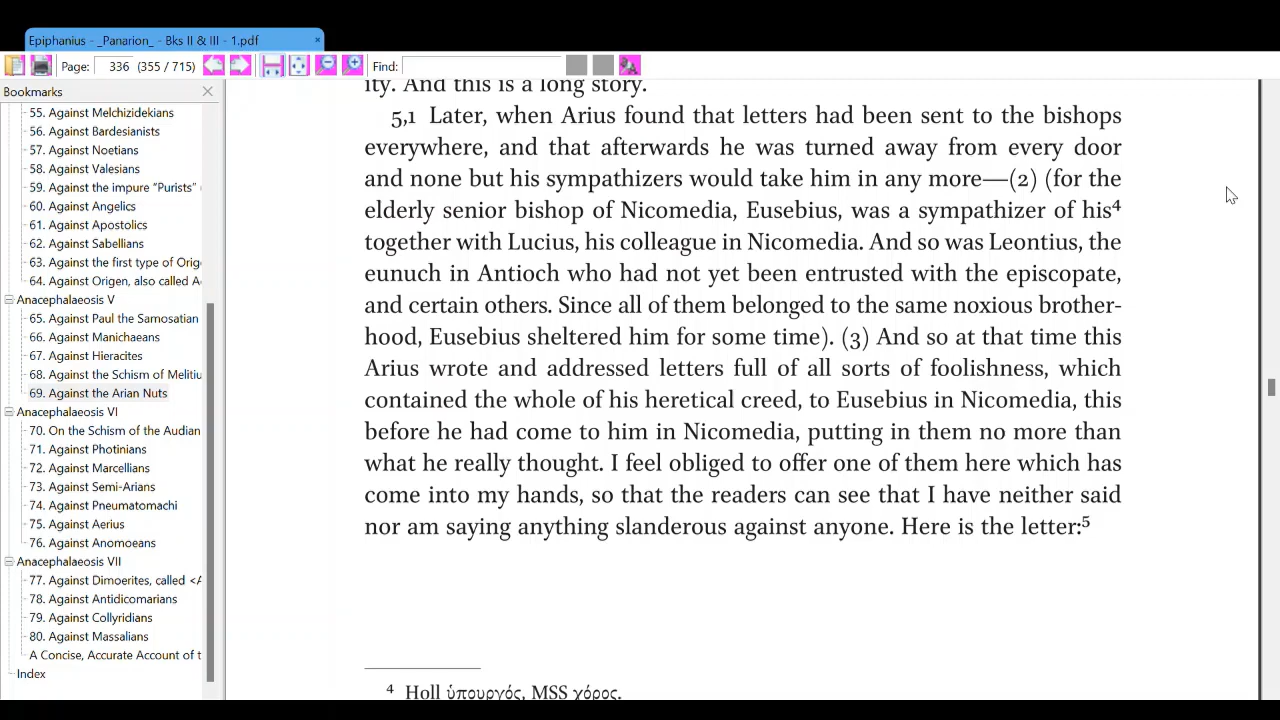 Epiphanius - _Panarion_ - Bks II & III - 1.pdf
Page: 336 (355 / 715) Find:
Bookmarks
55. Against Melchizidekians
56. Against Bardesianists
57. Against Noetians
58. Against Valesians
59. Against the impure "Purists"
60. Against Angelics
61. Against Apostolics
62. Against Sabellians
63. Against the first type of Orig
64. Against Origen, also called A
Anacephalaeosis V
65. Against Paul the Samosatian
66. Against Manichaeans
67. Against Hieracites
68. Against the Schism of Melitiu
69. Against the Arian Nuts
Anacephalaeosis VI
70. On the Schism of the Audian
71. Against Photinians
72. Against Marcellians
73. Against Semi-Arians
74. Against Pneumatomachi
75. Against Aerius
76. Against Anomoeans
Anacephalaeosis VII
77. Against Dimoerites, called <A
78. Against Antidicomarians
79. Against Collyridians
80. Against Massalians
A Concise, Accurate Account of t
Index
ity. And this is a long story.
5,1 Later, when Arius found that letters had been sent to the bishops
everywhere, and that afterwards he was turned away from every door
and none but his sympathizers would take him in any more—(2) (for the
elderly senior bishop of Nicomedia, Eusebius, was a sympathizer of his⁴
together with Lucius, his colleague in Nicomedia. And so was Leontius, the
eunuch in Antioch who had not yet been entrusted with the episcopate,
and certain others. Since all of them belonged to the same noxious brother-
hood, Eusebius sheltered him for some time). (3) And so at that time this
Arius wrote and addressed letters full of all sorts of foolishness, which
contained the whole of his heretical creed, to Eusebius in Nicomedia, this
before he had come to him in Nicomedia, putting in them no more than
what he really thought. I feel obliged to offer one of them here which has
come into my hands, so that the readers can see that I have neither said
nor am saying anything slanderous against anyone. Here is the letter:⁵
⁴ Holl ὑπουργός, MSS χόρος.